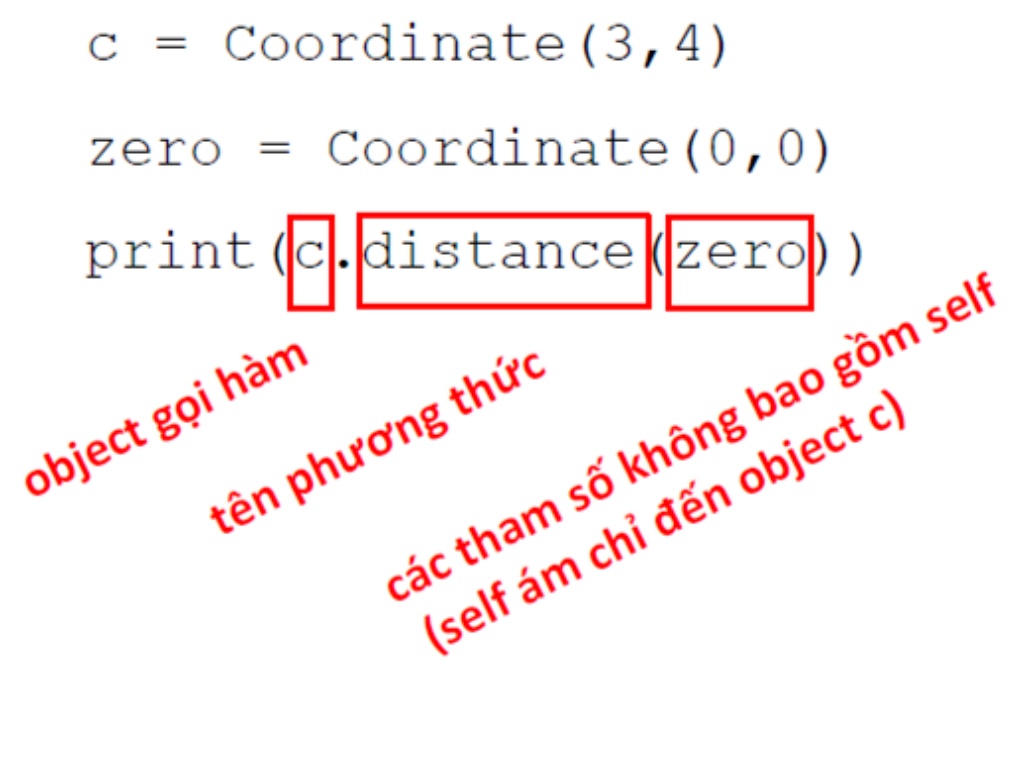 c = Coordinate(3,4)
zero = Coordinate(0,0)
print(c.distance(zero))
object gọi hàm
tên phương thức
các tham số không bao gồm self
(self ám chỉ đến object c)